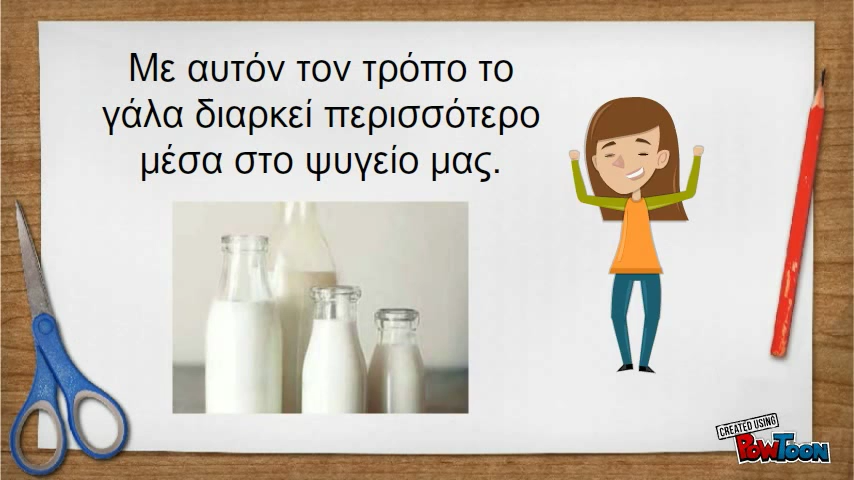 Με αυτόν τον τρόπο το
γάλα διαρκεί περισσότερο
μέσα στο ψυγείο μας.
CREATED USING
POWTOON